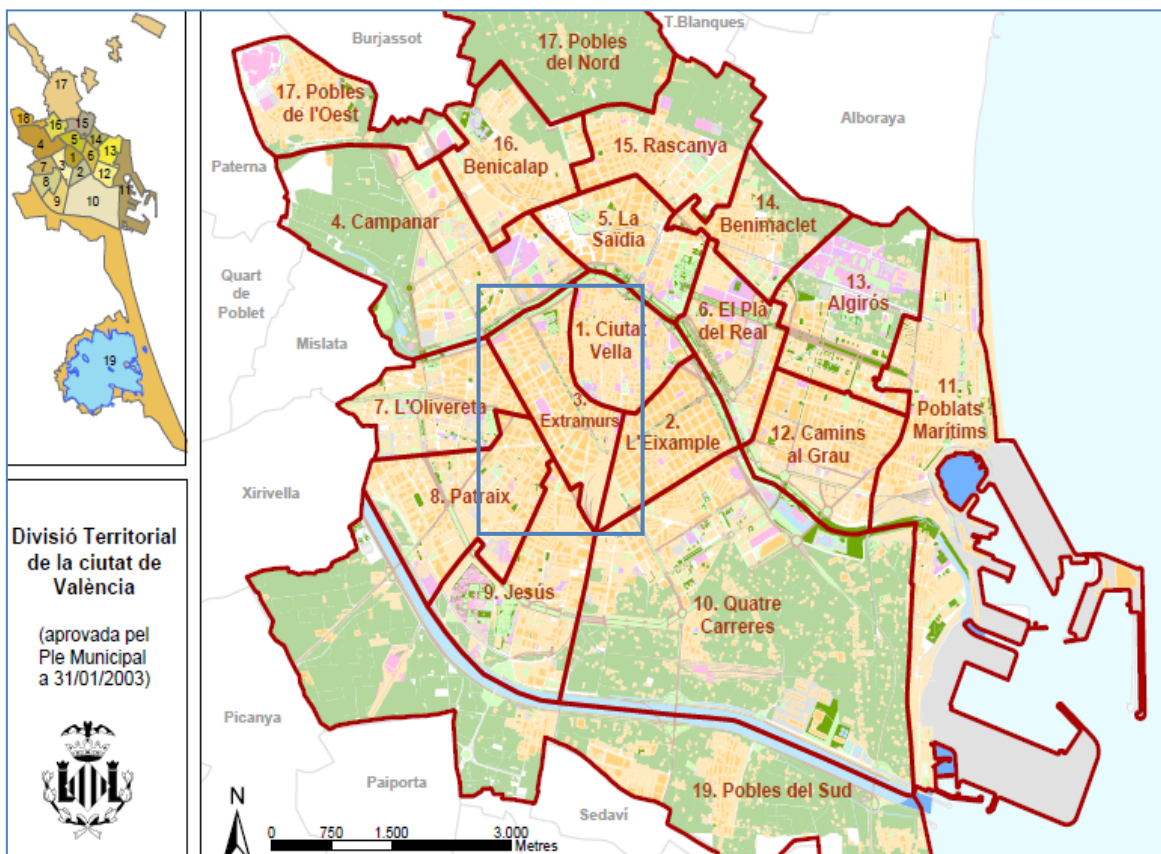 17
18
16
15
4
5
14
13
7
3
1
6
2
12
11
8
9
10
19
Divisió Territorial
de la ciutat de
València
(aprovada pel
Ple Municipal
a 31/01/2003)
Burjassot
T.Blanques
17. Pobles
del Nord
17. Pobles
de l'Oest
Alboraya
16.
Benicalap
15. Rascanya
Paterna
4. Campanar
5. La
Saïdia
14.
Benimaclet
Quart
de
Poblet
13.
Algirós
6. El Plà
del Real
1. Ciutat
Vella
Mislata
11.
Poblats
Marítims
7. L'Olivereta
3.
Extramurs
2.
L'Eixample
12. Camins
al Grau
Xirivella
8. Patraix
9. Jesús
10. Quatre
Carreres
Picanya
Paiporta
19. Pobles del Sud
Sedaví
N
0 750 1.500 3.000
Metres